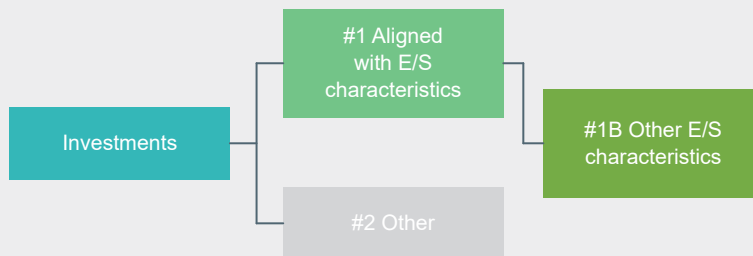 #1 Aligned
with E/S
characteristics
Investments
#1B Other E/S
characteristics
#2 Other